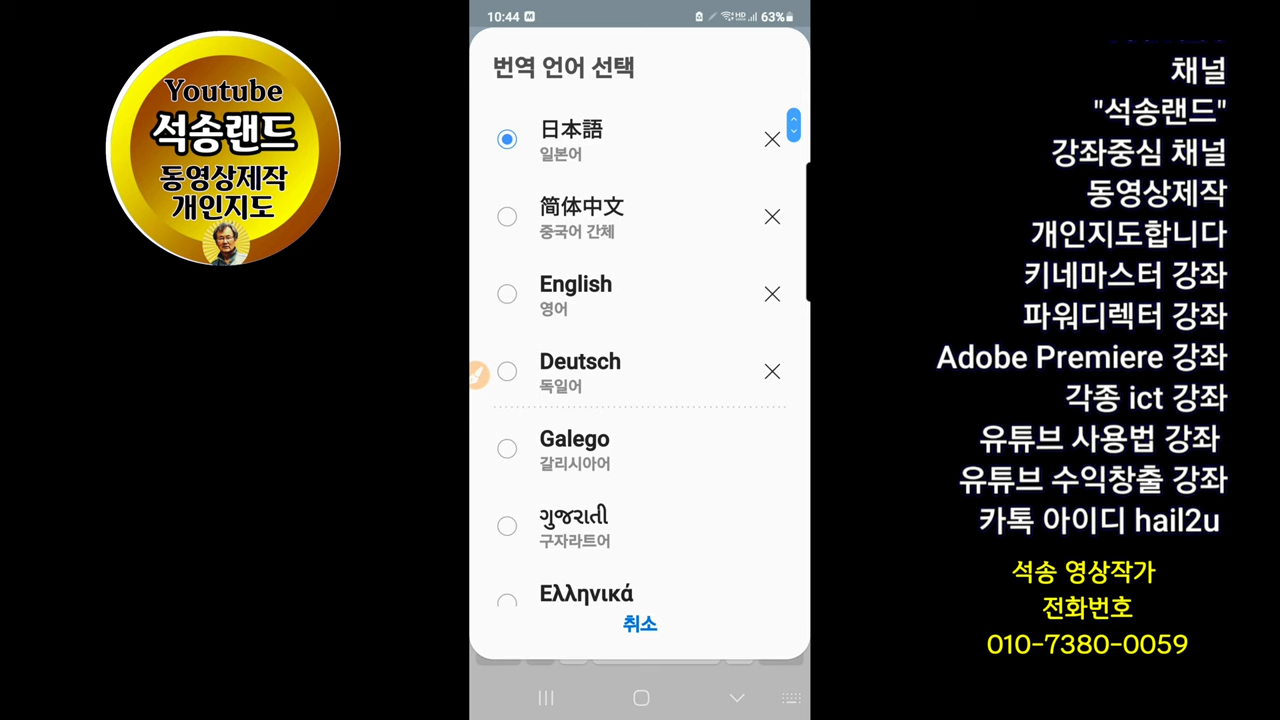 Youtube
석송랜드
동영상제작
개인지도
10:44
63%
번역 언어 선택
日本語
일본어
简体中文
중국어 간체
English
영어
Deutsch
독일어
Galego
갈리시아어
ગુજરાતી
구자라트어
Ελληνικά
취소
채널
"석송랜드"
강좌중심 채널
동영상제작
개인지도합니다
키네마스터 강좌
파워디렉터 강좌
Adobe Premiere 강좌
각종 ict 강좌
유튜브 사용법 강좌
유튜브 수익창출 강좌
카톡 아이디 hail2u
석송 영상작가
전화번호
010-7380-0059